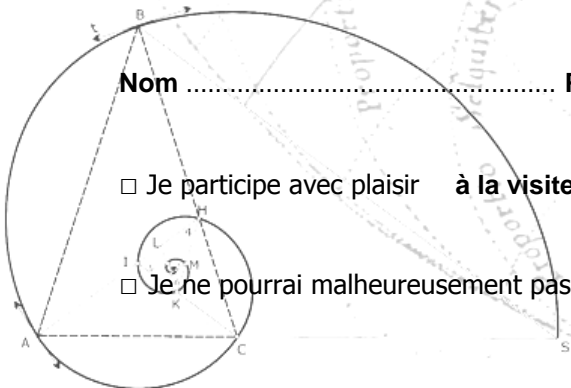 B
t
Nom ........................................................ P
□ Je participe avec plaisir à la visite
H
L
I
M
□ Je ne pourrai malheureusement pas
K
A
C
S